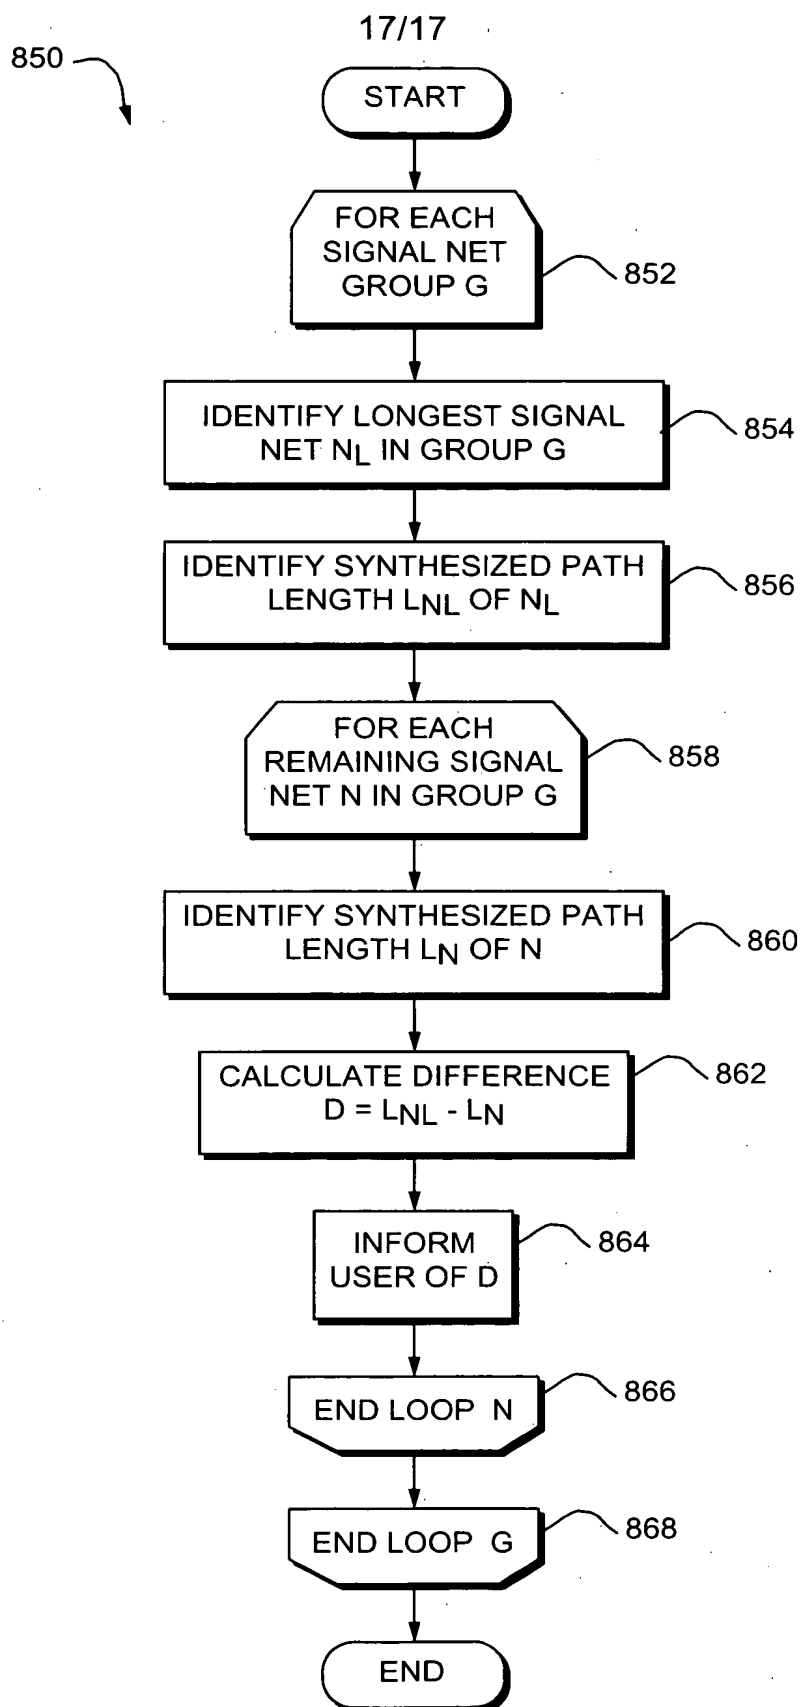 17/17
850
START
FOR EACH
SIGNAL NET
GROUP G
852
IDENTIFY LONGEST SIGNAL
NET NL IN GROUP G
854
IDENTIFY SYNTHESIZED PATH
LENGTH LNL OF NL
856
FOR EACH
REMAINING SIGNAL
NET N IN GROUP G
858
IDENTIFY SYNTHESIZED PATH
LENGTH LN OF N
860
CALCULATE DIFFERENCE
D = LNL - LN
862
INFORM
USER OF D
864
END LOOP N
866
END LOOP G
868
END